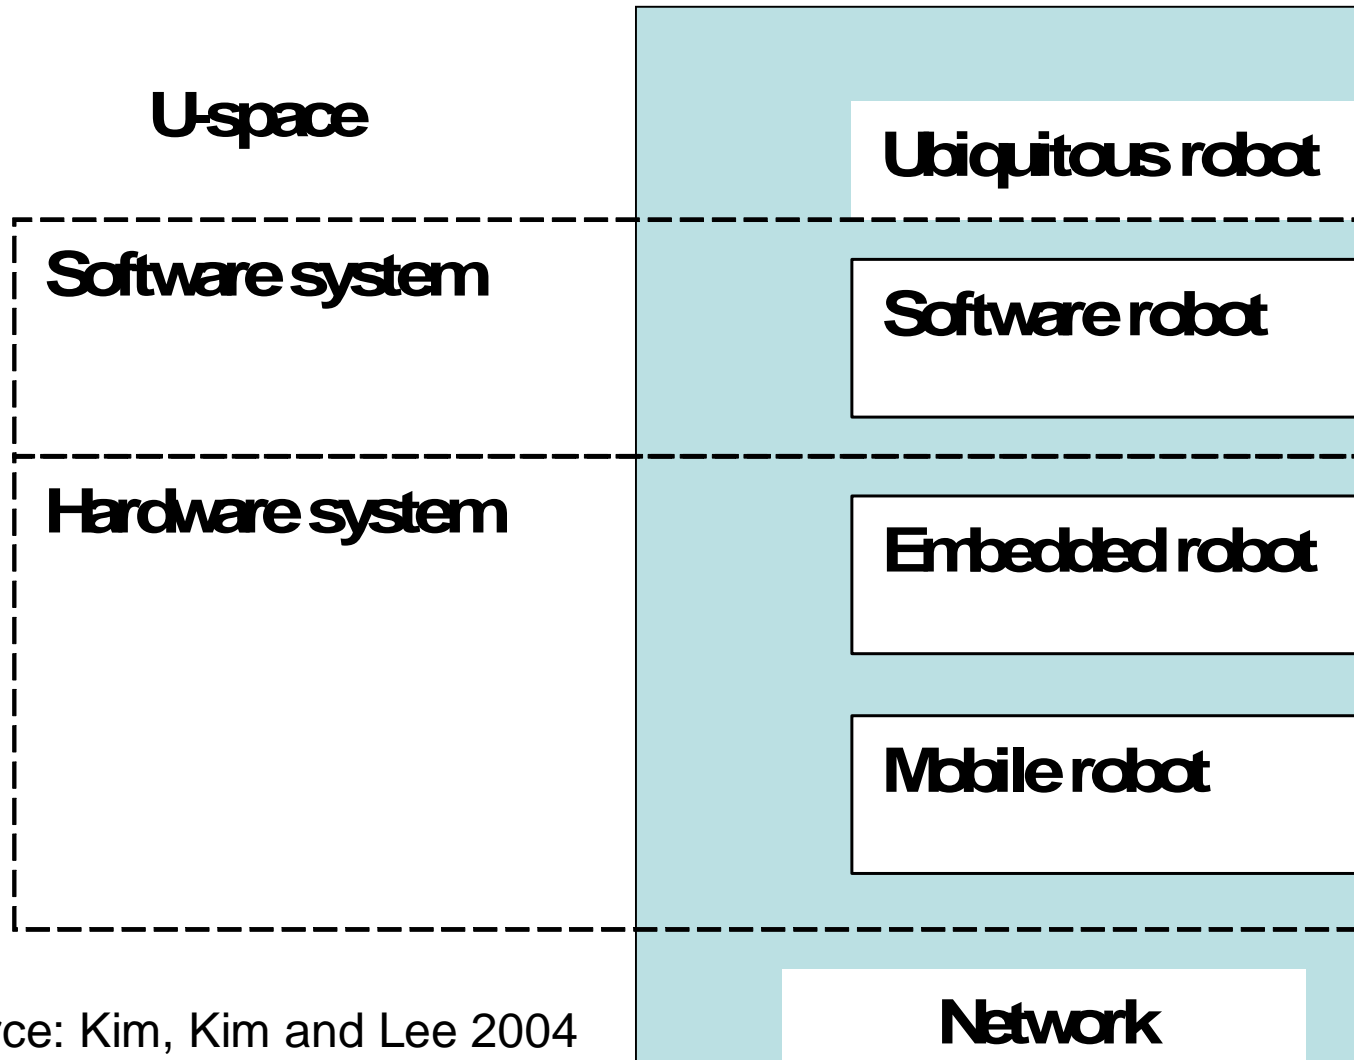 U-space
Ubiquitous robot
Software system
Software robot
Hardware system
Embedded robot
Mobile robot
Network
rce: Kim, Kim and Lee 2004